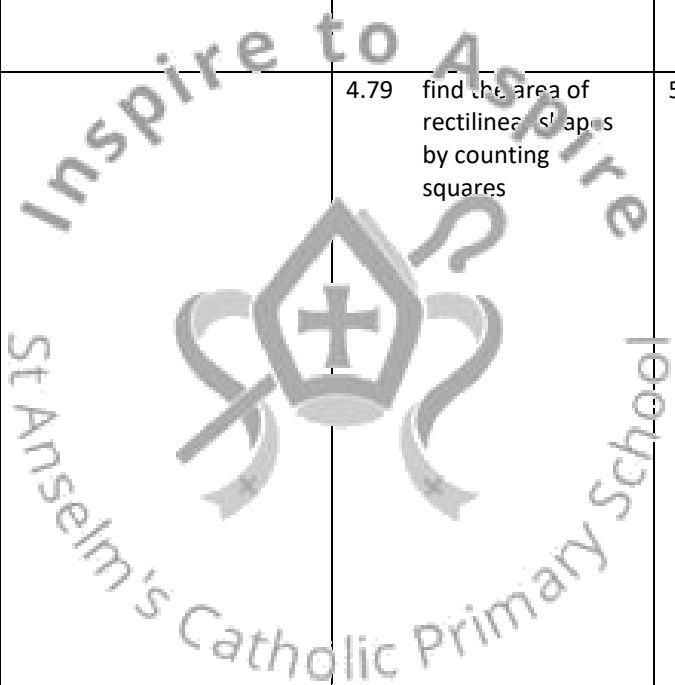 Inspire to Aspire
4.79 find the area of
rectilinear shapes
by counting
squares
5
St Anselm's Catholic Primary School